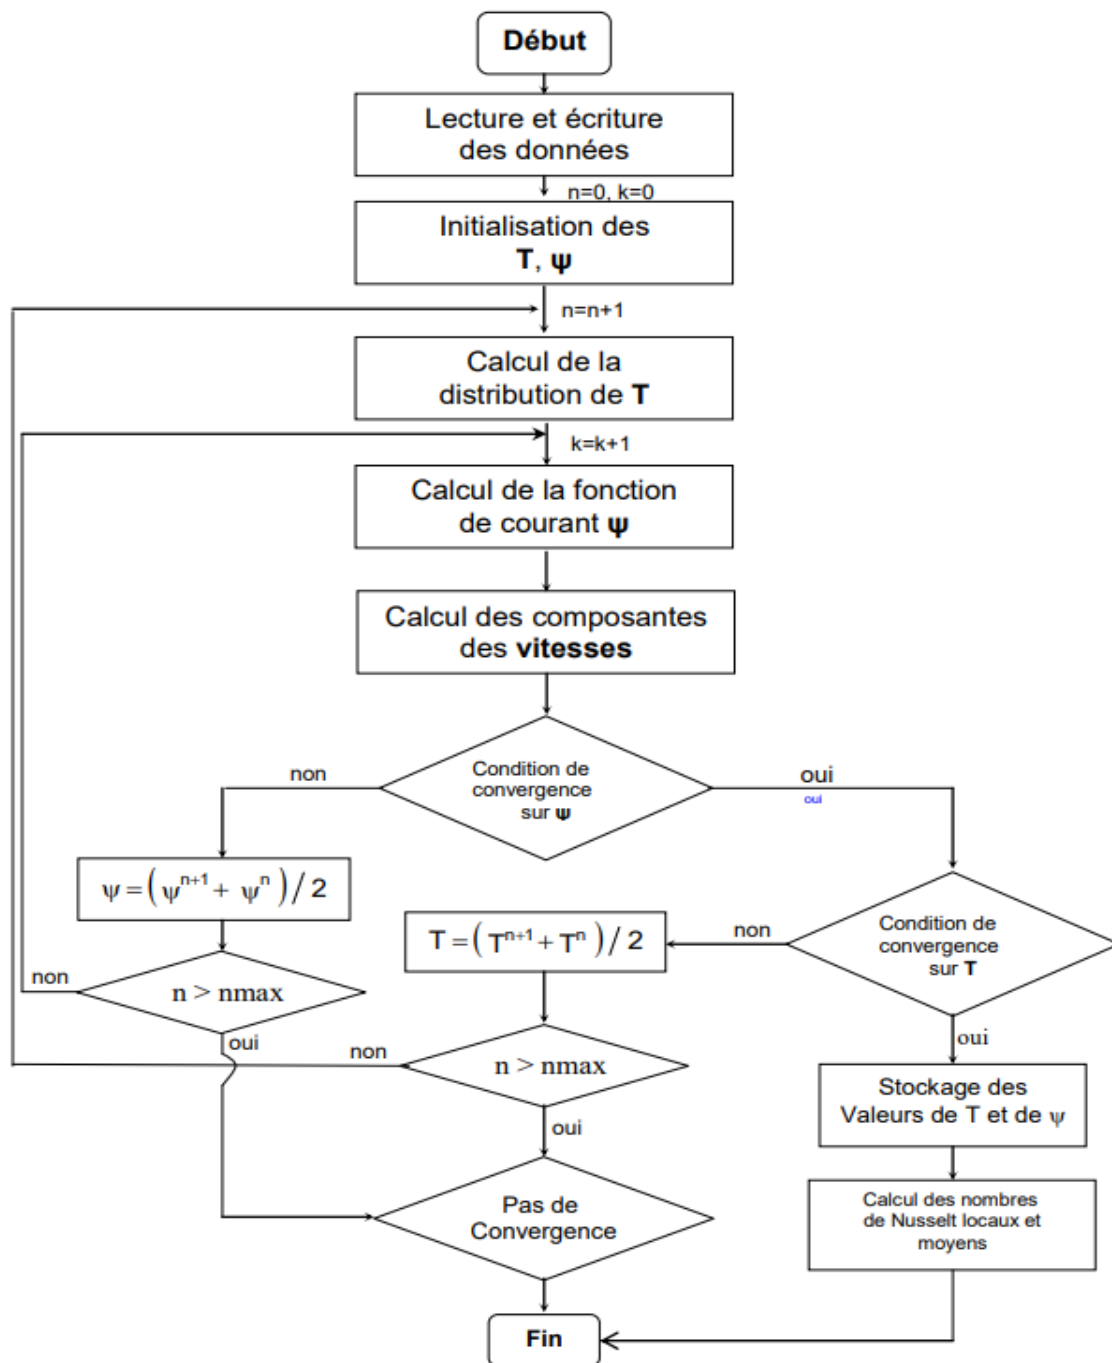 Début
Lecture et écriture
des données
n=0, k=0
Initialisation des
T, ψ
n=n+1
Calcul de la
distribution de T
k=k+1
Calcul de la fonction
de courant ψ
Calcul des composantes
des vitesses
Condition de
convergence
sur ψ
non
oui
oui
ψ = ( ψⁿ⁺¹ + ψⁿ ) / 2
T = ( Tⁿ⁺¹ + Tⁿ ) / 2
non
Condition de
convergence
sur T
non
n > nmax
oui
non
n > nmax
oui
oui
Stockage des
Valeurs de T et de ψ
Pas de
Convergence
Calcul des nombres
de Nusselt locaux et
moyens
Fin